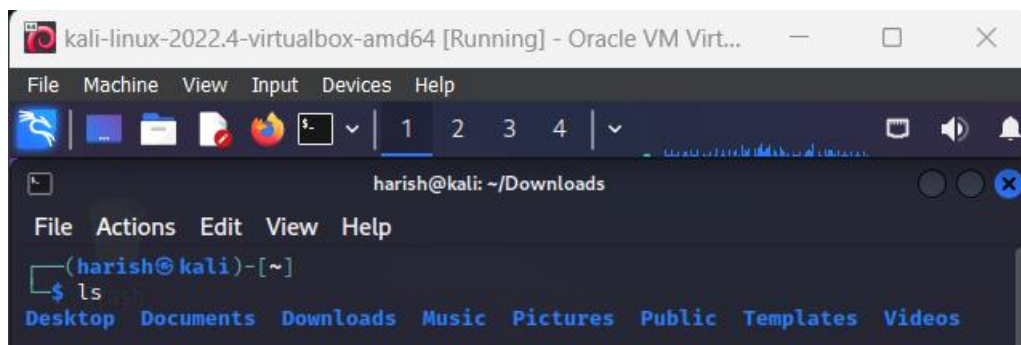 kali-linux-2022.4-virtualbox-amd64 [Running] - Oracle VM Virt...
File Machine View Input Devices Help
1 2 3 4
harish@kali: ~/Downloads
File Actions Edit View Help
┌──(harish㉿kali)-[~]
└─$ ls
Desktop Documents Downloads Music Pictures Public Templates Videos